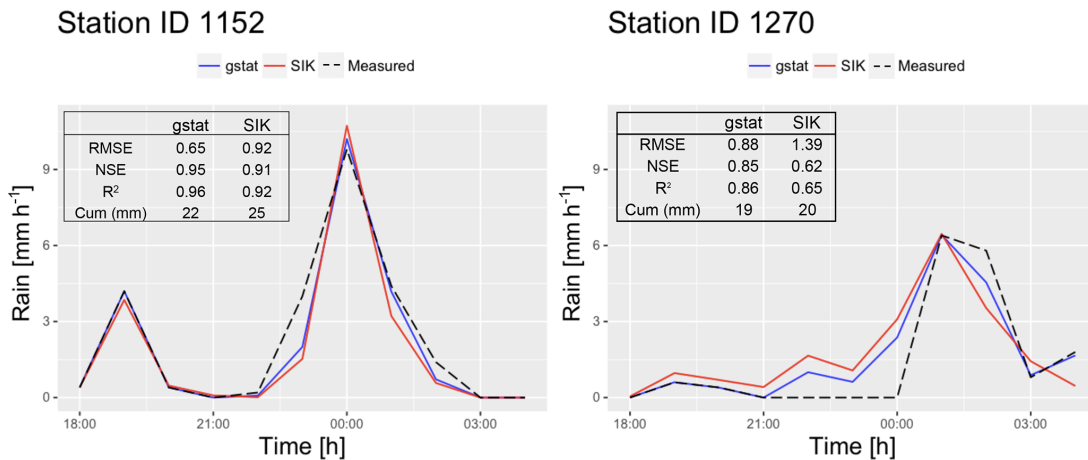 Station ID 1152
gstat SIK Measured
gstat SIK
RMSE 0.65 0.92
NSE 0.95 0.91
R² 0.96 0.92
Cum (mm) 22 25
Rain [mm h⁻¹]
9
6
3
0
18:00 21:00 00:00 03:00
Time [h]
Station ID 1270
gstat SIK Measured
gstat SIK
RMSE 0.88 1.39
NSE 0.85 0.62
R² 0.86 0.65
Cum (mm) 19 20
Rain [mm h⁻¹]
9
6
3
0
18:00 21:00 00:00 03:00
Time [h]